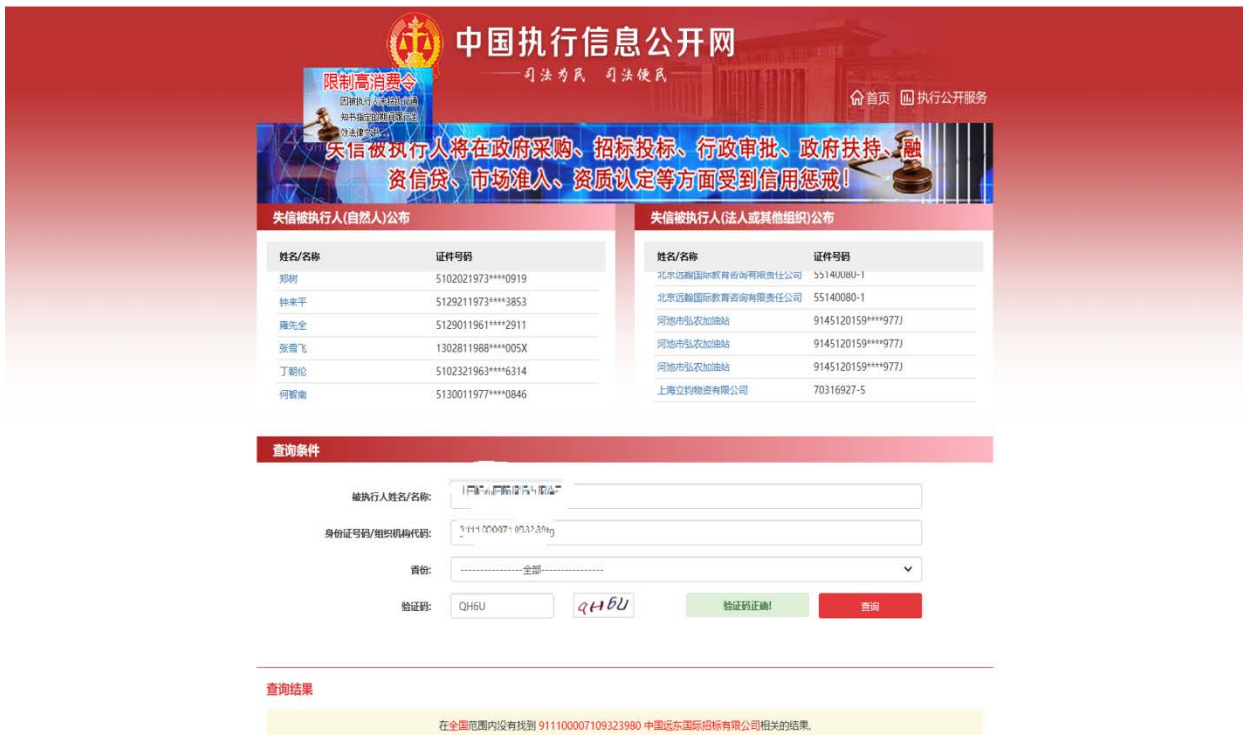 中国执行信息公开网
司法为民 司法便民
限制高消费令
首页 执行公开服务
失信被执行人将在政府采购、招标投标、行政审批、政府扶持、融
资信贷、市场准入、资质认定等方面受到信用惩戒!
失信被执行人(自然人)公布
姓名/名称 证件号码
郑树 5102021973****0919
钟来平 5129211973****3853
雍先全 5129011961****2911
张雪飞 1302811988****005X
丁朝伦 5102321963****6314
何智南 5130011977****0846
失信被执行人(法人或其他组织)公布
姓名/名称 证件号码
北京远翰国际教育咨询有限责任公司 55140080-1
北京远翰国际教育咨询有限责任公司 55140080-1
河池市弘农加油站 9145120159****977J
河池市弘农加油站 9145120159****977J
河池市弘农加油站 9145120159****977J
上海立钧物资有限公司 70316927-5
查询条件
被执行人姓名/名称:
身份证号码/组织机构代码:
省份: ----------------全部----------------
验证码: QH6U qH6U 验证码正确! 查询
查询结果
在全国范围内没有找到 911100007109323980 中国远东国际招标有限公司相关的结果.